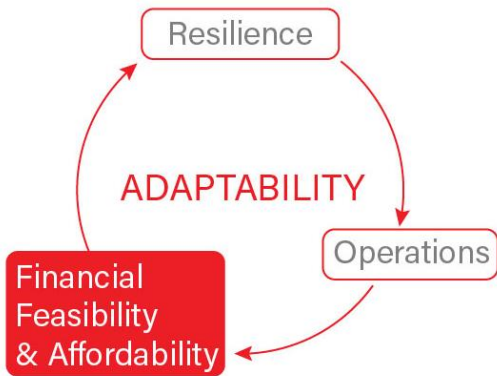 Resilience
ADAPTABILITY
Operations
Financial
Feasibility
& Affordability